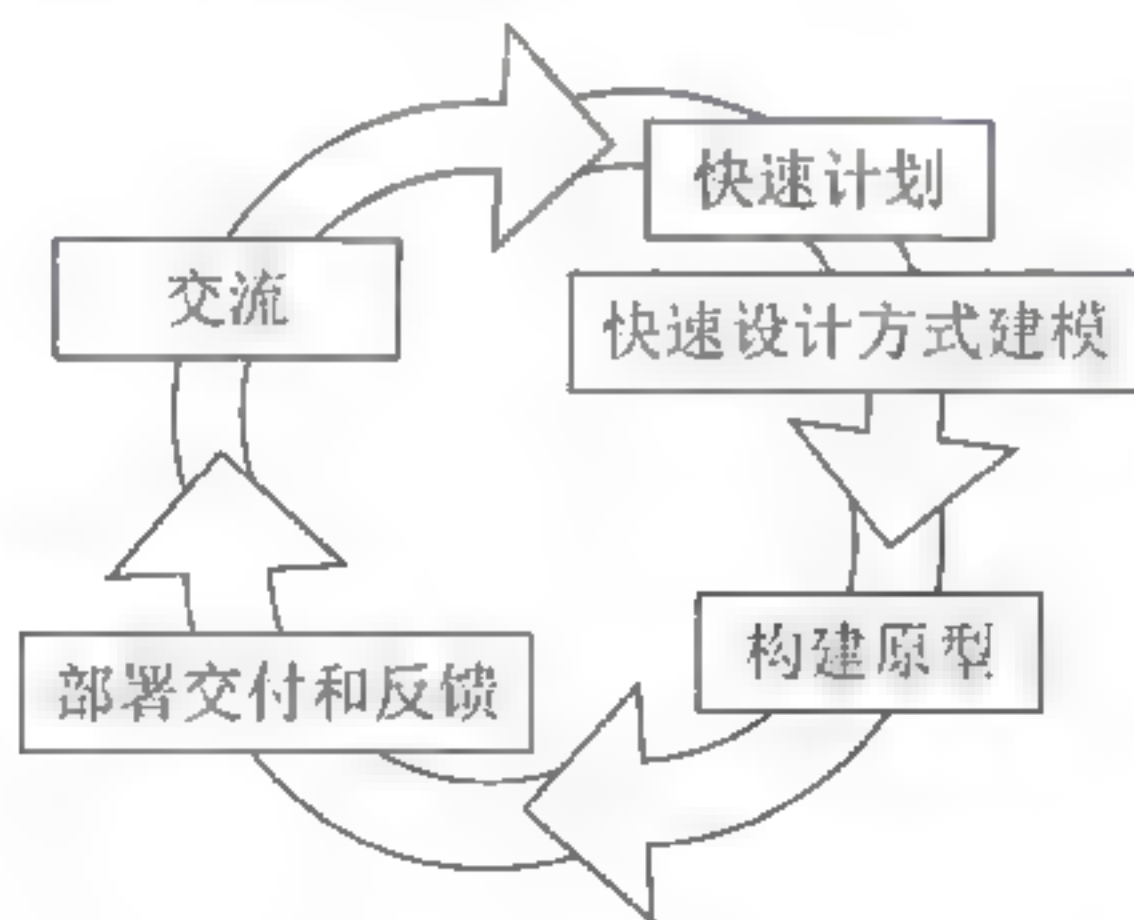 快速计划
交流
快速设计方式建模
构建原型
部署交付和反馈